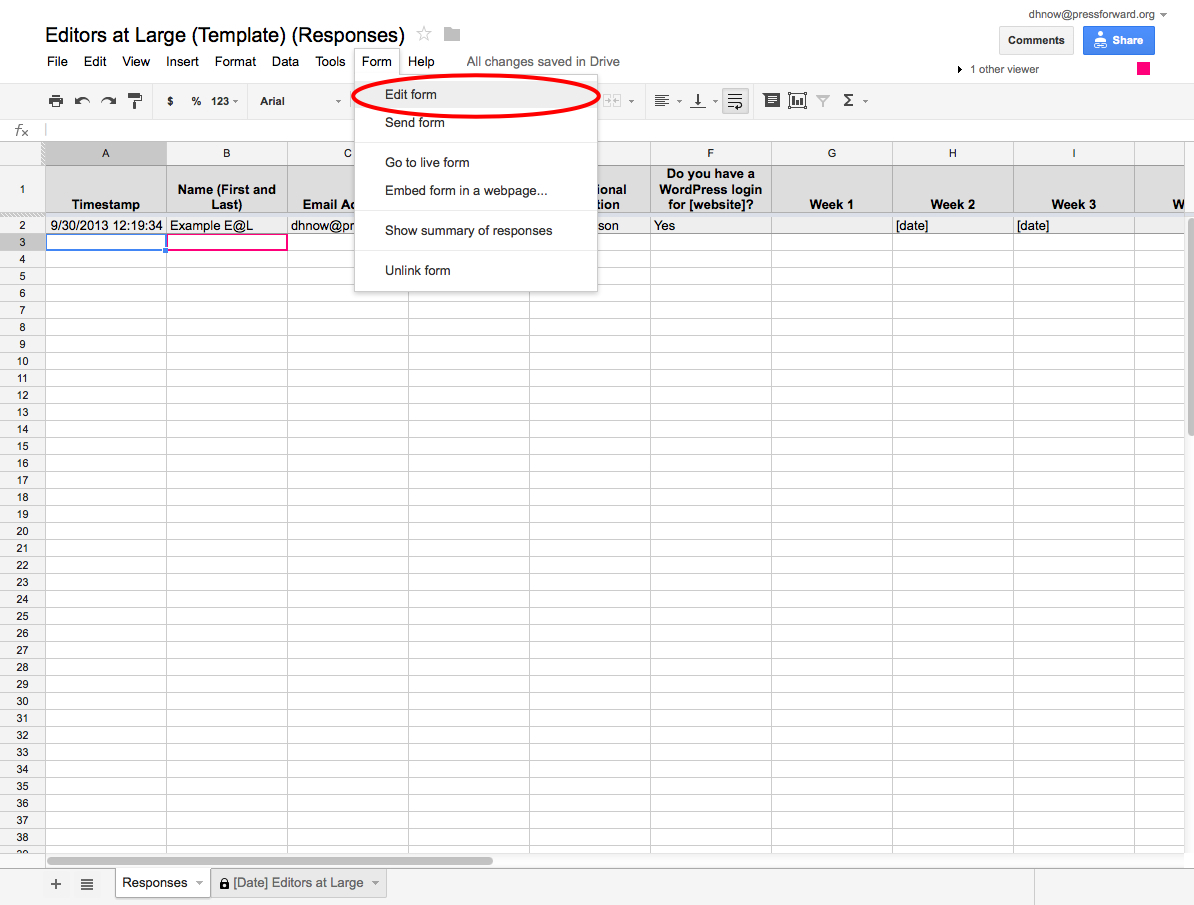 dhnow@pressforward.org
Editors at Large (Template) (Responses)
Comments
Share
File Edit View Insert Format Data Tools Form Help All changes saved in Drive
1 other viewer
$ % 123 Arial
Edit form
Send form
Go to live form
Embed form in a webpage...
Show summary of responses
Unlink form
fx
A B C F G H I
1
Timestamp
Name (First and
Last)
Email
Do you have a
WordPress login
for [website]?
Week 1
Week 2
Week 3
2 9/30/2013 12:19:34 Example E@L Yes [date] [date]
3
4
5
6
7
8
9
10
11
12
13
14
15
16
17
18
19
20
21
22
23
24
25
26
27
28
29
30
31
32
33
34
35
36
37
38
Responses
[Date] Editors at Large